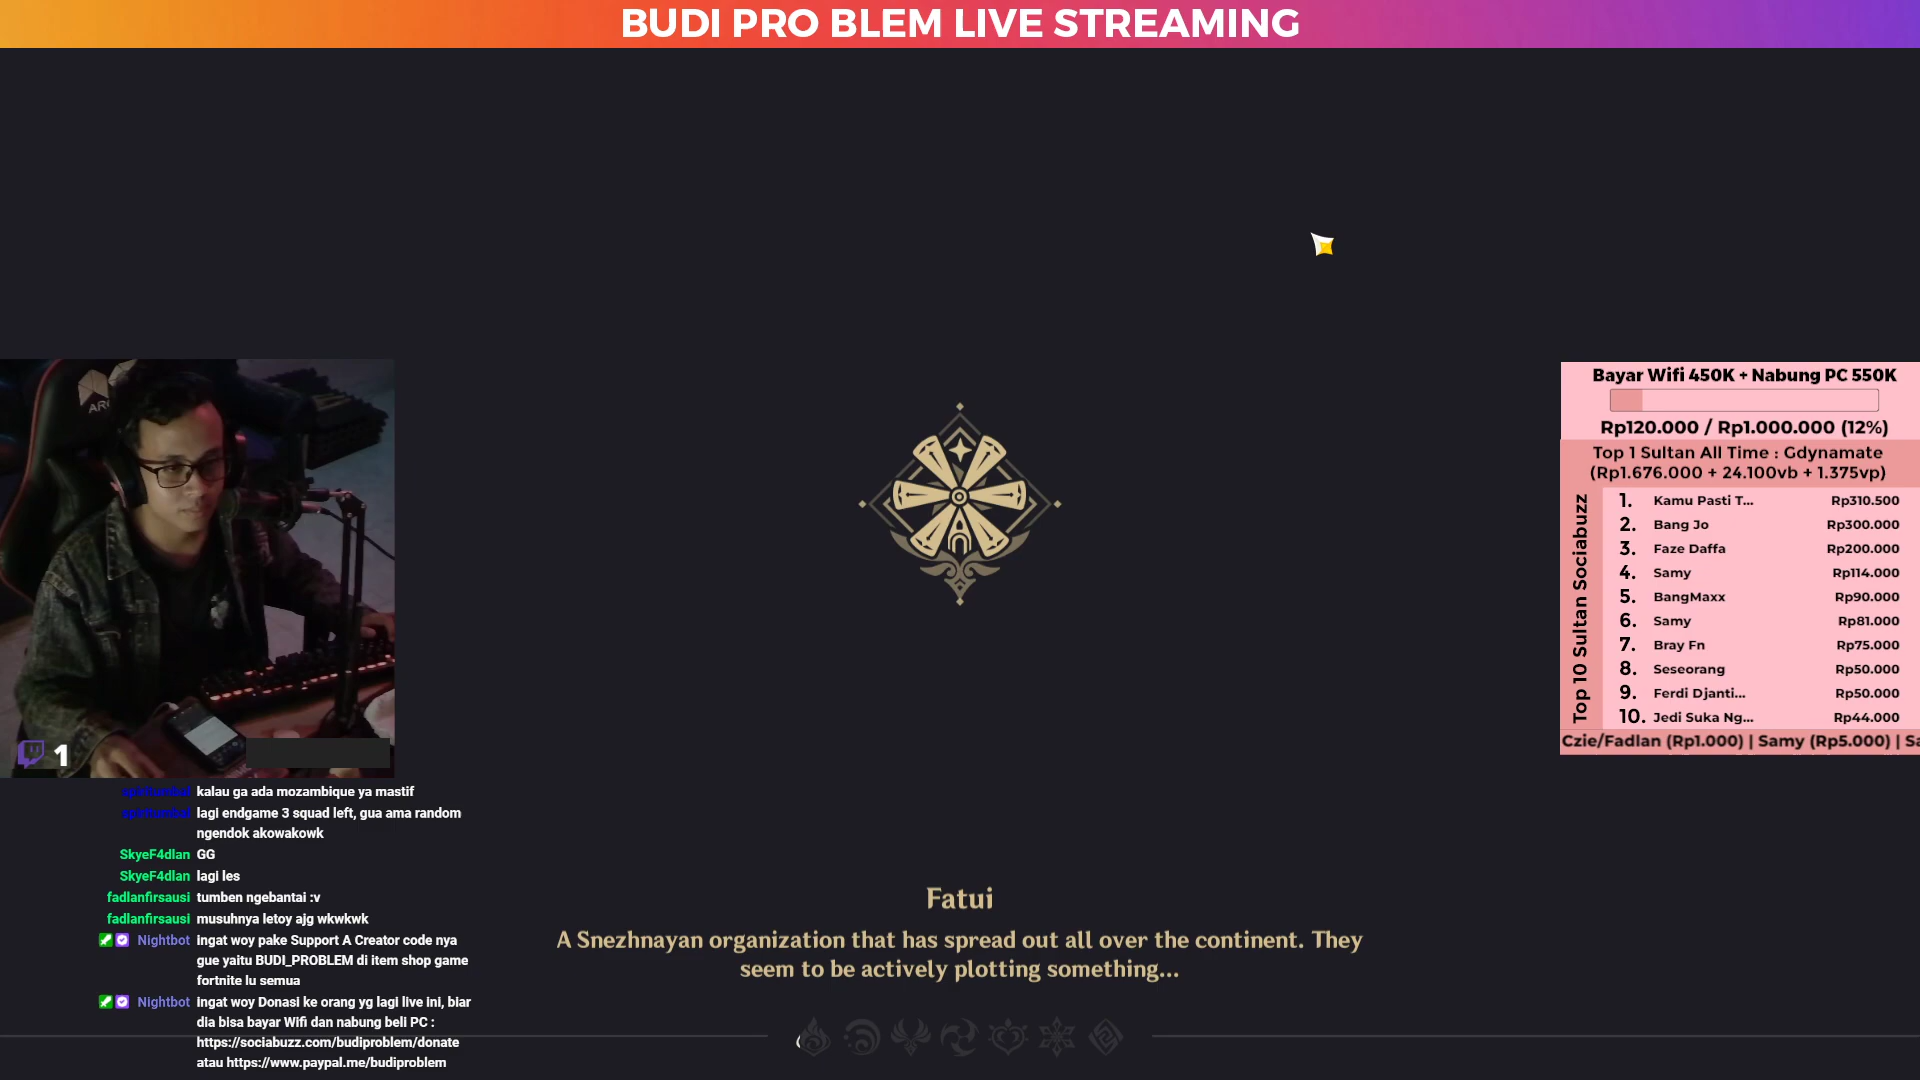 BUDI PRO BLEM LIVE STREAMING
Bayar Wifi 450K + Nabung PC 550K
Rp120.000 / Rp1.000.000 (12%)
Top 1 Sultan All Time : Gdynamate
(Rp1.676.000 + 24.100vb + 1.375vp)
Top 10 Sultan Sociabuzz
1. Kamu Pasti T... Rp310.500
2. Bang Jo Rp300.000
3. Faze Daffa Rp200.000
4. Samy Rp114.000
5. BangMaxx Rp90.000
6. Samy Rp81.000
7. Bray Fn Rp75.000
8. Seseorang Rp50.000
9. Ferdi Djanti... Rp50.000
10. Jedi Suka Ng... Rp44.000
Czie/Fadlan (Rp1.000) | Samy (Rp5.000) | Sa
1
kalau ga ada mozambique ya mastif
lagi endgame 3 squad left, gua ama random
ngendok akowakowk
SkyeF4dlan GG
SkyeF4dlan lagi les
fadlanfirsausi tumben ngebantai :v
fadlanfirsausi musuhnya letoy ajg wkwkwk
Nightbot Ingat woy pake Support A Creator code nya
gue yaitu BUDI_PROBLEM di item shop game
fortnite lu semua
Nightbot Ingat woy Donasi ke orang yg lagi live ini, biar
dia bisa bayar Wifi dan nabung beli PC :
https://sociabuzz.com/budiproblem/donate
atau https://www.paypal.me/budiproblem
Fatui
A Snezhnayan organization that has spread out all over the continent. They
seem to be actively plotting something...